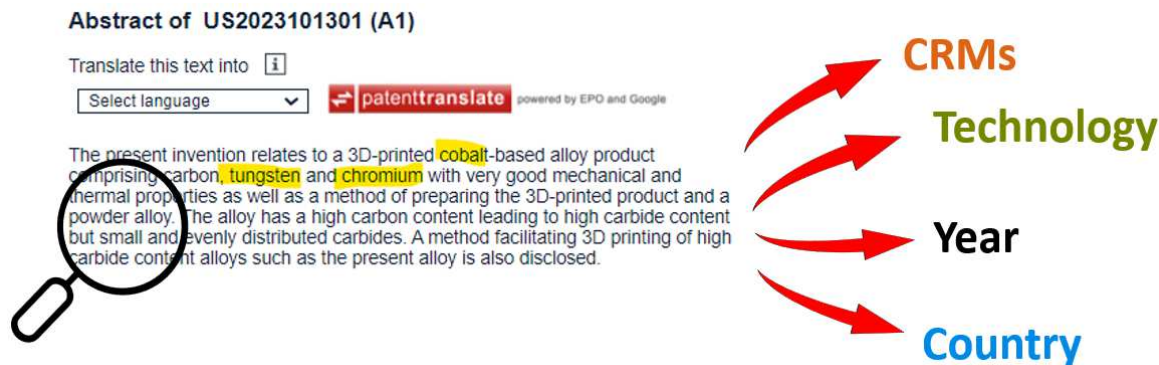 Abstract of US2023101301 (A1)
Translate this text into i
Select language
patenttranslate powered by EPO and Google
The present invention relates to a 3D-printed cobalt-based alloy product
comprising carbon, tungsten and chromium with very good mechanical and
thermal properties as well as a method of preparing the 3D-printed product and a
powder alloy. The alloy has a high carbon content leading to high carbide content
but small and evenly distributed carbides. A method facilitating 3D printing of high
carbide content alloys such as the present alloy is also disclosed.
CRMs
Technology
Year
Country